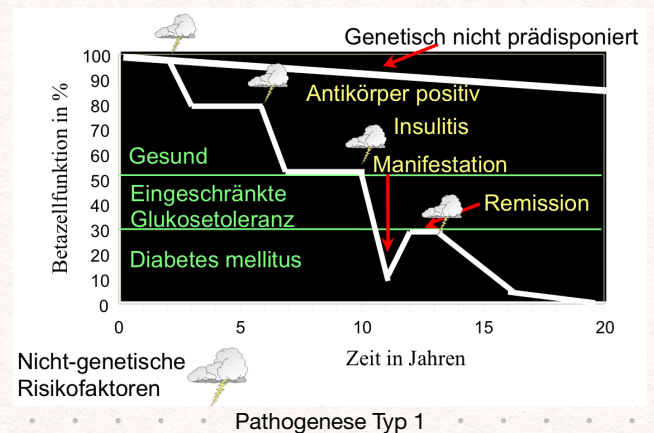 Genetisch nicht prädisponiert
Betazellfunktion in %
100
90
80
70
60
50
40
30
20
10
0
Antikörper positiv
Insulitis
Gesund
Manifestation
Eingeschränkte
Glukosetoleranz
Remission
Diabetes mellitus
0
5
10
15
20
Zeit in Jahren
Nicht-genetische
Risikofaktoren
Pathogenese Typ 1